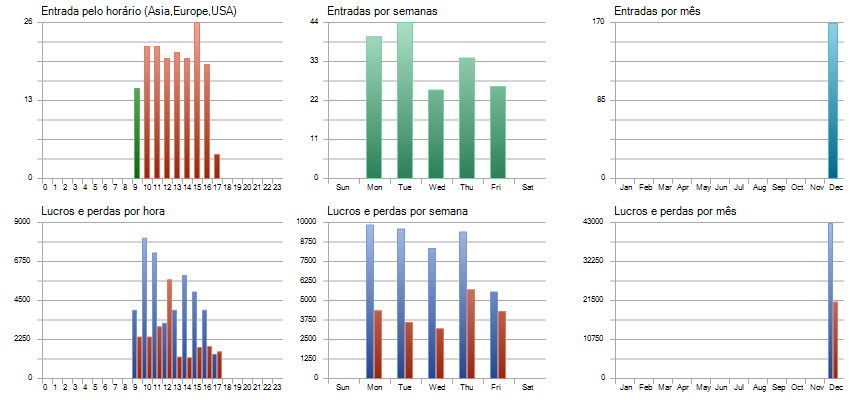 Entrada pelo horário (Asia,Europe,USA)
26
13
0
0 1 2 3 4 5 6 7 8 9 10 11 12 13 14 15 16 17 18 19 20 21 22 23
Entradas por semanas
44
33
22
11
0
Sun Mon Tue Wed Thu Fri Sat
Entradas por mês
170
85
0
Jan Feb Mar Apr May Jun Jul Aug Sep Oct Nov Dec
Lucros e perdas por hora
9000
6750
4500
2250
0
0 1 2 3 4 5 6 7 8 9 10 11 12 13 14 15 16 17 18 19 20 21 22 23
Lucros e perdas por semana
10000
8750
7500
6250
5000
3750
2500
1250
0
Sun Mon Tue Wed Thu Fri Sat
Lucros e perdas por mês
43000
32250
21500
10750
0
Jan Feb Mar Apr May Jun Jul Aug Sep Oct Nov Dec